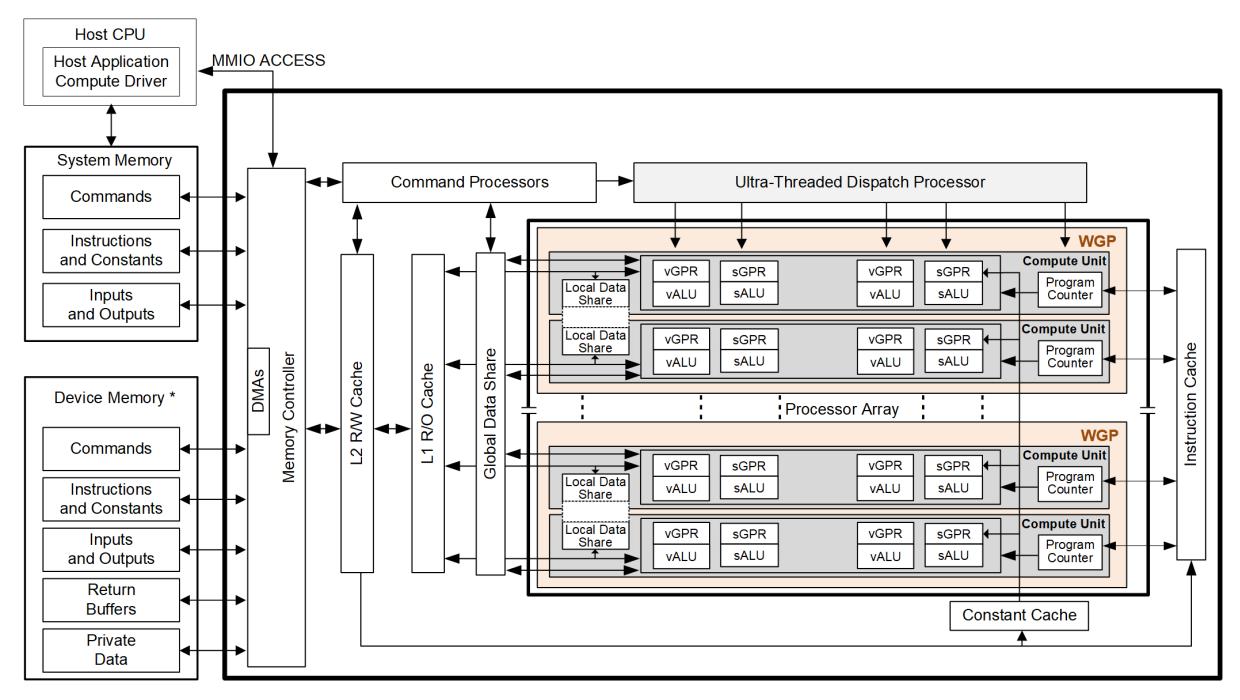 Host CPU
Host Application
Compute Driver
MMIO ACCESS
System Memory
Commands
Instructions
and Constants
Inputs
and Outputs
Device Memory *
Commands
Instructions
and Constants
Inputs
and Outputs
Return
Buffers
Private
Data
DMAs
Memory Controller
Command Processors
Ultra-Threaded Dispatch Processor
L2 R/W Cache
L1 R/O Cache
Global Data Share
WGP
Compute Unit
Local Data
Share
vGPR
vALU
sGPR
sALU
vGPR
vALU
sGPR
sALU
Program
Counter
Compute Unit
Local Data
Share
vGPR
vALU
sGPR
sALU
vGPR
vALU
sGPR
sALU
Program
Counter
Processor Array
WGP
Compute Unit
Local Data
Share
vGPR
vALU
sGPR
sALU
vGPR
vALU
sGPR
sALU
Program
Counter
Compute Unit
Local Data
Share
vGPR
vALU
sGPR
sALU
vGPR
vALU
sGPR
sALU
Program
Counter
Instruction Cache
Constant Cache